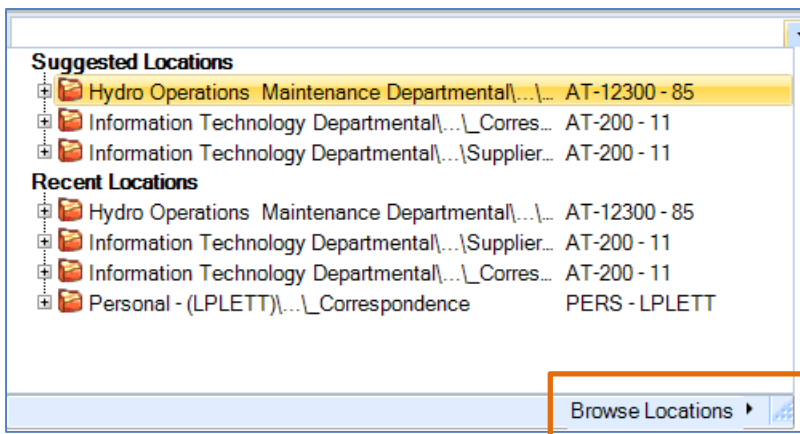 Suggested Locations
Hydro Operations Maintenance Departmental\...\... AT-12300 - 85
Information Technology Departmental\...\_Corres... AT-200 - 11
Information Technology Departmental\...\Supplier... AT-200 - 11
Recent Locations
Hydro Operations Maintenance Departmental\...\... AT-12300 - 85
Information Technology Departmental\...\Supplier... AT-200 - 11
Information Technology Departmental\...\_Corres... AT-200 - 11
Personal - (LPLETT)\...\_Correspondence PERS - LPLETT
Browse Locations